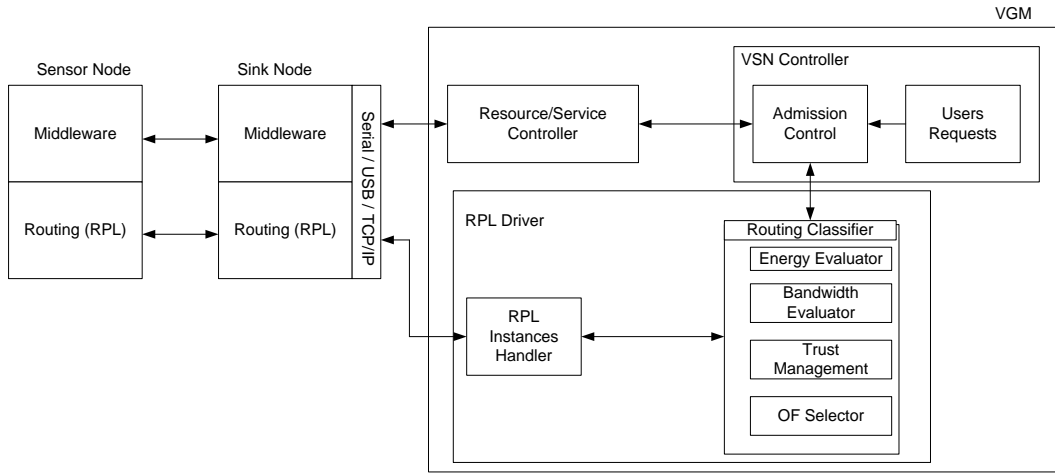 VGM
Sensor Node
Sink Node
VSN Controller
Middleware
Middleware
Serial / USB / TCP/IP
Resource/Service
Controller
Admission
Control
Users
Requests
Routing (RPL)
Routing (RPL)
RPL Driver
Routing Classifier
Energy Evaluator
Bandwidth
Evaluator
RPL
Instances
Handler
Trust
Management
OF Selector